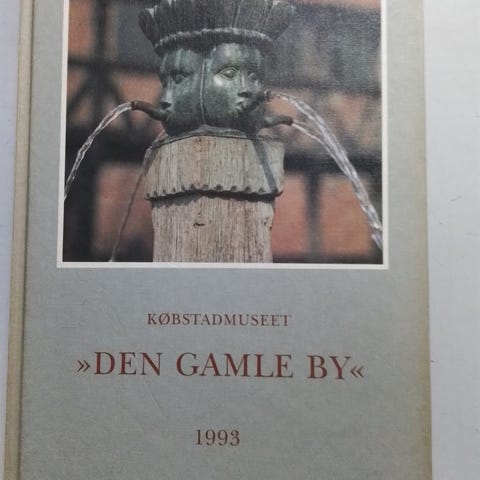 KØBSTADMUSEET
»DEN GAMLE BY«
1993